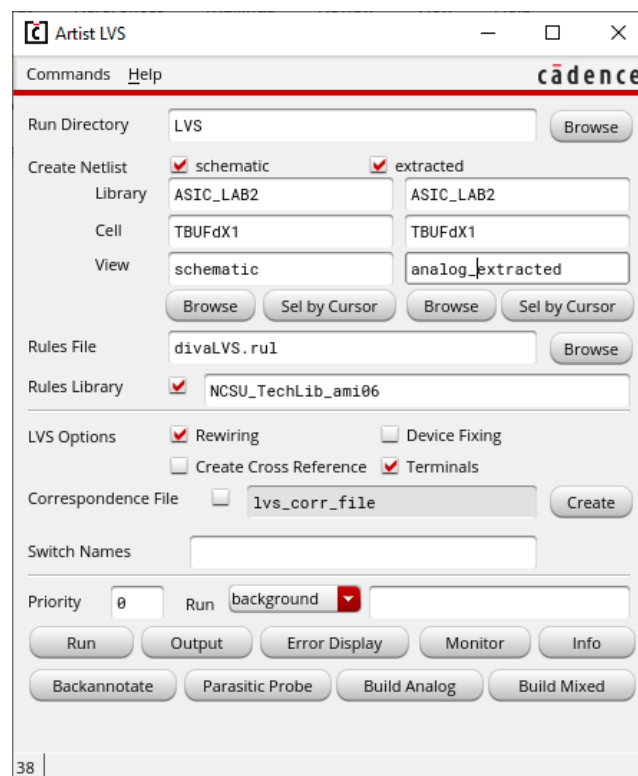 Artist LVS
Commands Help cādence
Run Directory LVS Browse
Create Netlist schematic extracted
Library ASIC_LAB2 ASIC_LAB2
Cell TBUFdX1 TBUFdX1
View schematic analog_extracted
Browse Sel by Cursor Browse Sel by Cursor
Rules File divaLVS.rul Browse
Rules Library NCSU_TechLib_ami06
LVS Options Rewiring Device Fixing
Create Cross Reference Terminals
Correspondence File lvs_corr_file Create
Switch Names
Priority 0 Run background
Run Output Error Display Monitor Info
Backannotate Parasitic Probe Build Analog Build Mixed
38